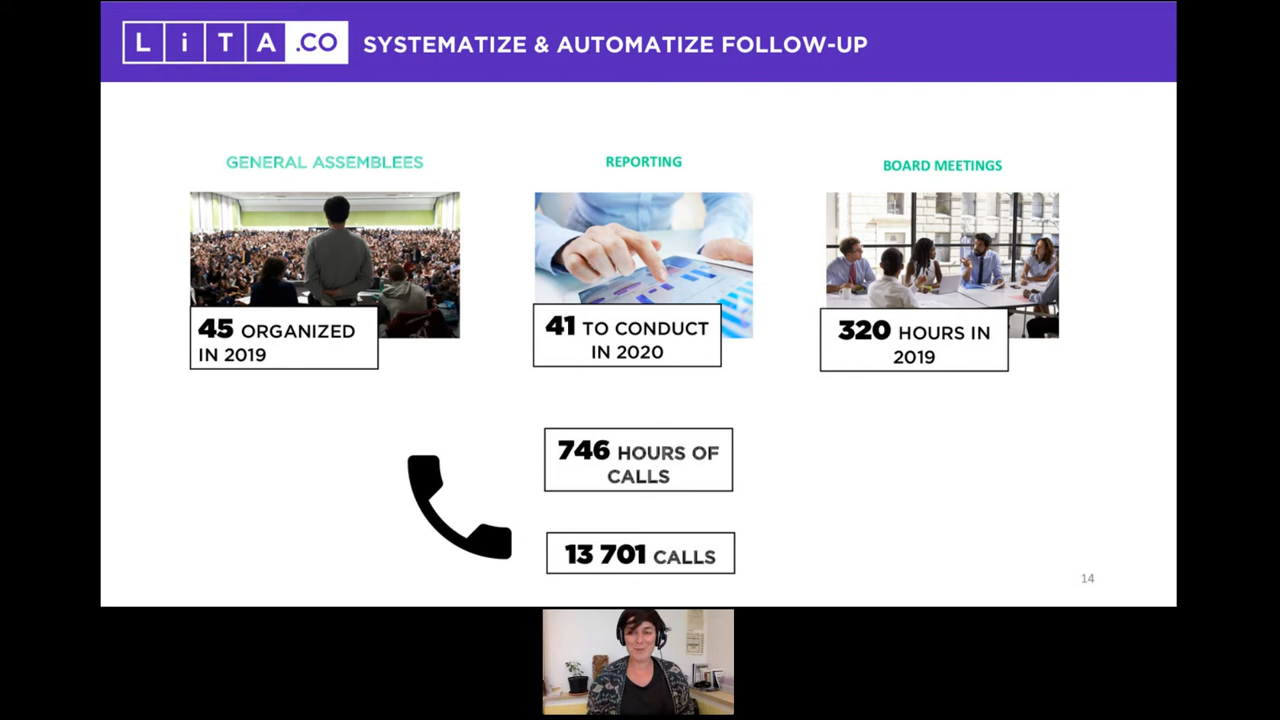 LiTA.CO SYSTEMATIZE & AUTOMATIZE FOLLOW-UP
GENERAL ASSEMBLEES
45 ORGANIZED
IN 2019
REPORTING
41 TO CONDUCT
IN 2020
BOARD MEETINGS
320 HOURS IN
2019
746 HOURS OF
CALLS
13 701 CALLS
14